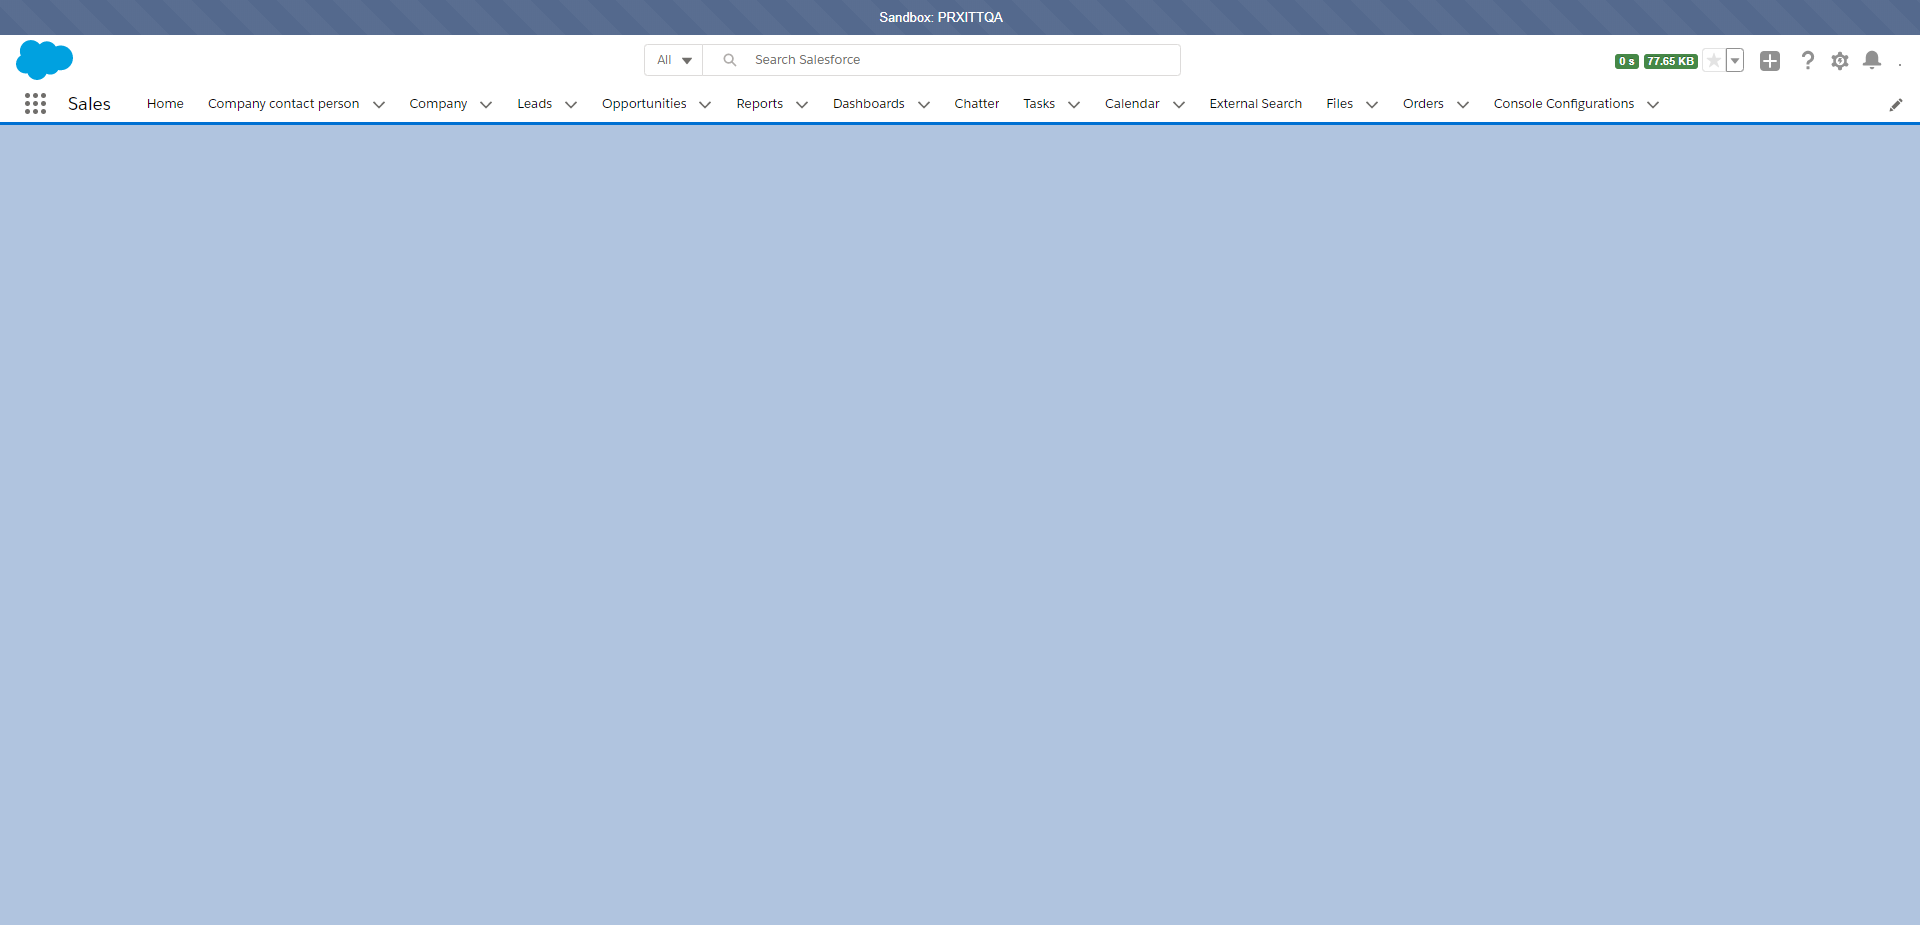 Sandbox: PRXITTQA
All Search Salesforce 0 s 77.65 KB
Sales Home Company contact person Company Leads Opportunities Reports Dashboards Chatter Tasks Calendar External Search Files Orders Console Configurations